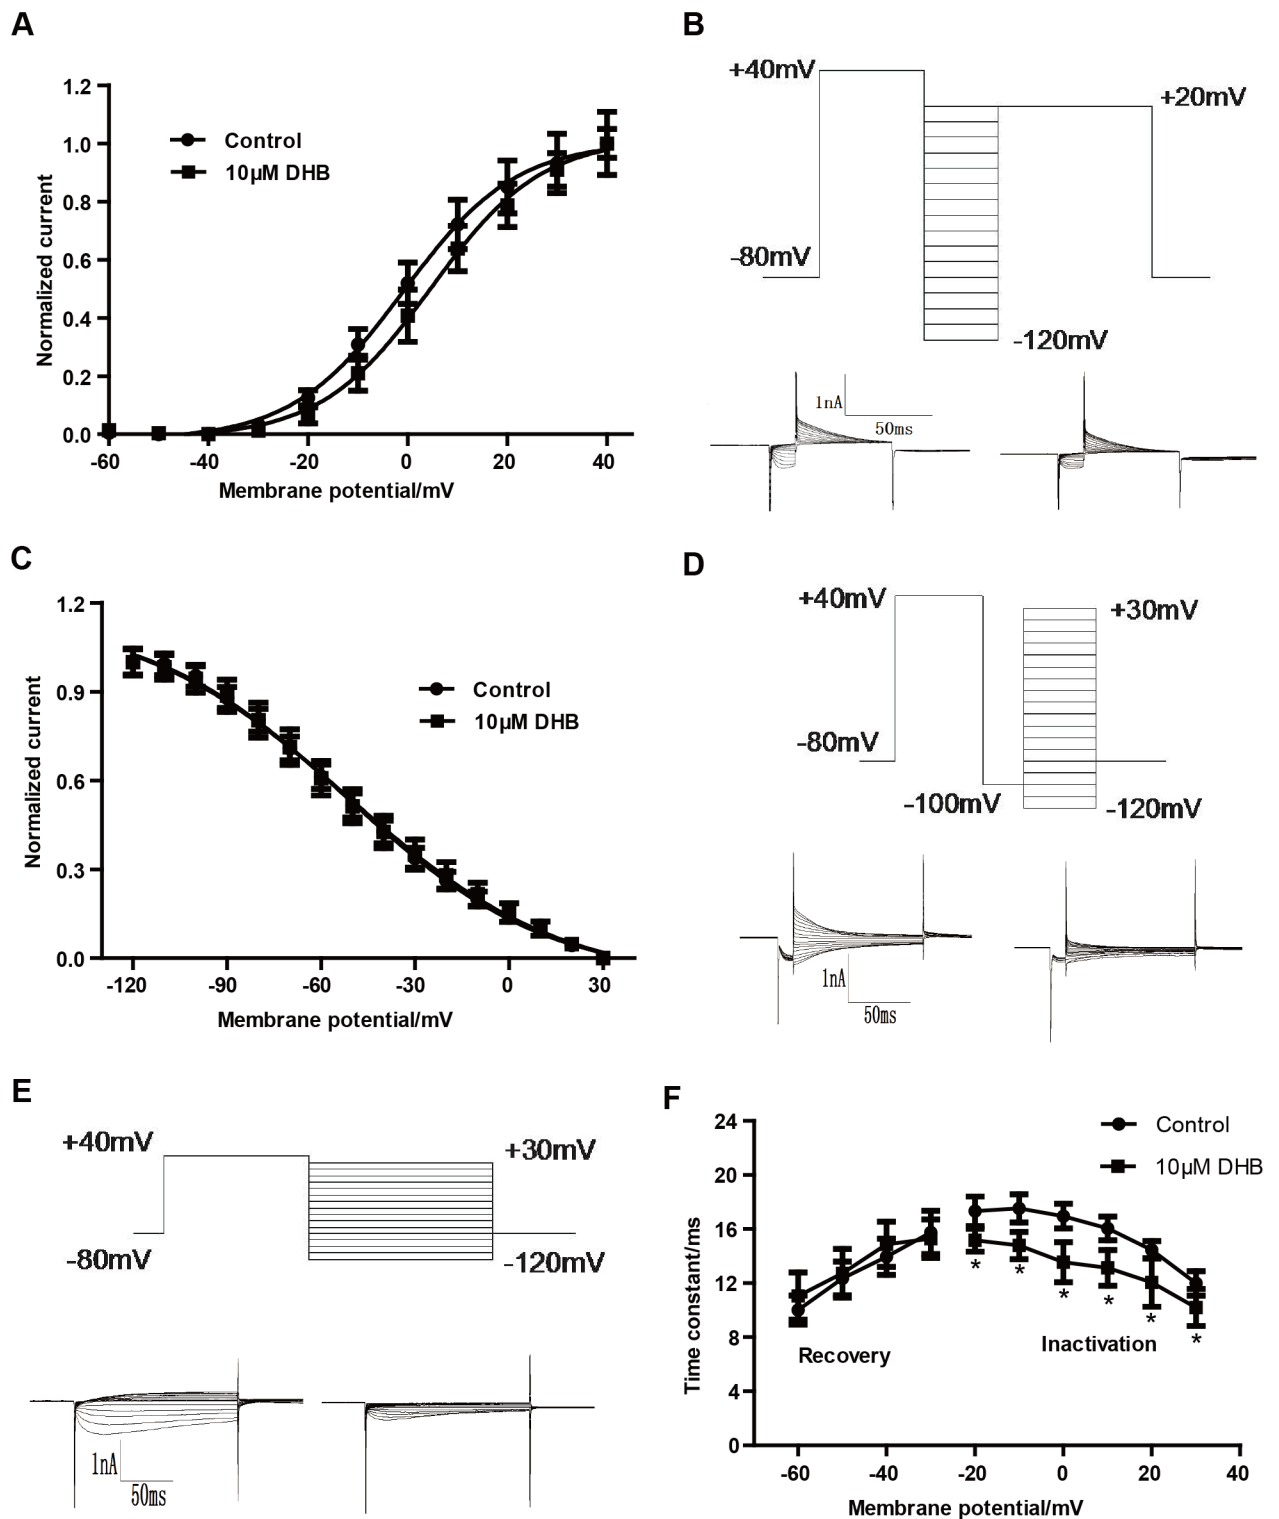 A
1.2
1.0
0.8
0.6
0.4
0.2
0.0
Normalized current
Control
10µM DHB
-60 -40 -20 0 20 40
Membrane potential/mV
B
+40mV
+20mV
-80mV
-120mV
1nA
50ms
C
1.2
0.9
0.6
0.3
0.0
Normalized current
Control
10µM DHB
-120 -90 -60 -30 0 30
Membrane potential/mV
D
+40mV
+30mV
-80mV
-100mV
-120mV
1nA
50ms
E
+40mV
+30mV
-80mV
-120mV
1nA
50ms
F
24
20
16
12
8
4
0
Time constant/ms
Control
10µM DHB
* * * * * *
Recovery
Inactivation
-60 -40 -20 0 20 40
Membrane potential/mV